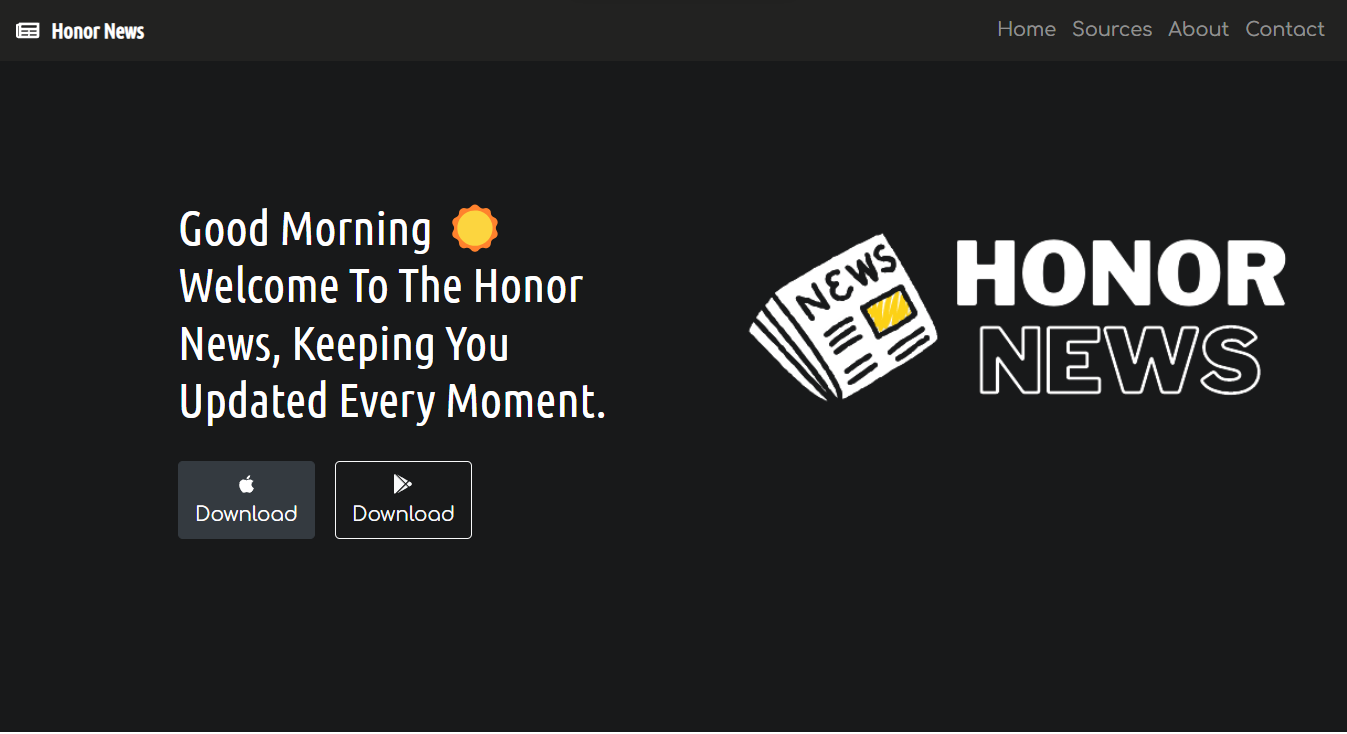 Honor News
Home Sources About Contact
Good Morning
Welcome To The Honor
News, Keeping You
Updated Every Moment.
Download
Download
NEWS
HONOR
NEWS